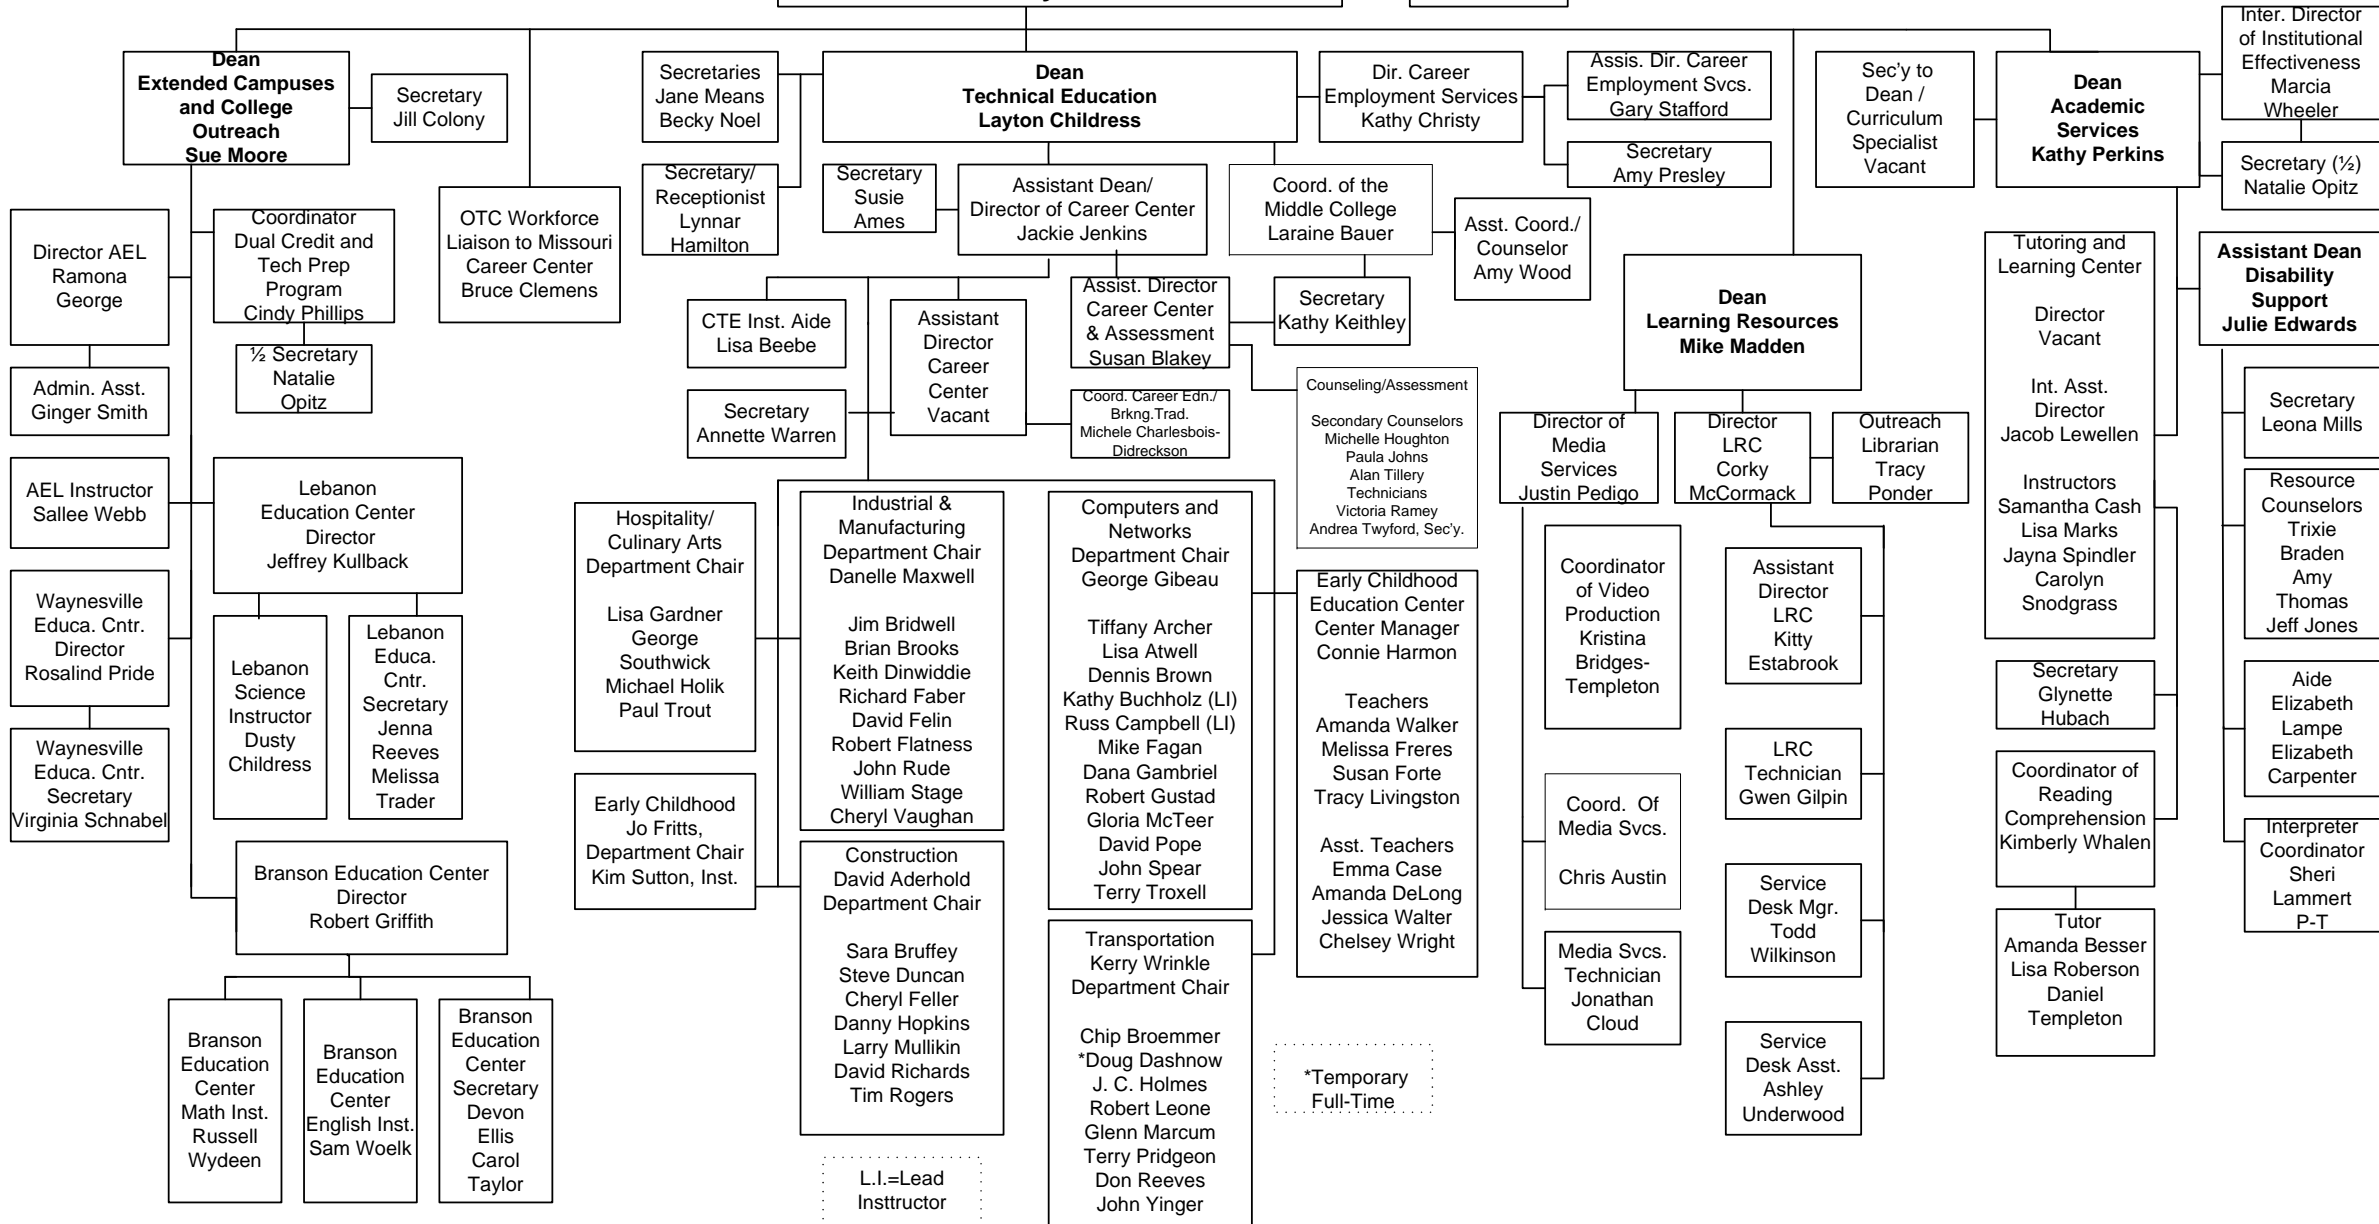 Dean
Extended Campuses
and College
Outreach
Sue Moore
Secretary
Jill Colony
Secretaries
Jane Means
Becky Noel
Dean
Technical Education
Layton Childress
Dir. Career
Employment Services
Kathy Christy
Assis. Dir. Career
Employment Svcs.
Gary Stafford
Secretary
Amy Presley
Sec'y to
Dean /
Curriculum
Specialist
Vacant
Dean
Academic
Services
Kathy Perkins
Inter. Director
of Institutional
Effectiveness
Marcia
Wheeler
Secretary (½)
Natalie Opitz
Director AEL
Ramona
George
Coordinator
Dual Credit and
Tech Prep
Program
Cindy Phillips
OTC Workforce
Liaison to Missouri
Career Center
Bruce Clemens
Secretary/
Receptionist
Lynnar
Hamilton
Secretary
Susie
Ames
Assistant Dean/
Director of Career Center
Jackie Jenkins
Coord. of the
Middle College
Laraine Bauer
Asst. Coord./
Counselor
Amy Wood
Admin. Asst.
Ginger Smith
½ Secretary
Natalie
Opitz
CTE Inst. Aide
Lisa Beebe
Assistant
Director
Career
Center
Vacant
Assist. Director
Career Center
& Assessment
Susan Blakey
Secretary
Kathy Keithley
Dean
Learning Resources
Mike Madden
Tutoring and
Learning Center
Director
Vacant
Int. Asst.
Director
Jacob Lewellen
Instructors
Samantha Cash
Lisa Marks
Jayna Spindler
Carolyn
Snodgrass
Assistant Dean
Disability
Support
Julie Edwards
Secretary
Annette Warren
Coord. Career Edn./
Brkng.Trad.
Michele Charlesbois-
Didreckson
Counseling/Assessment
Secondary Counselors
Michelle Houghton
Paula Johns
Alan Tillery
Technicians
Victoria Ramey
Andrea Twyford, Sec'y.
Director of
Media
Services
Justin Pedigo
Director
LRC
Corky
McCormack
Outreach
Librarian
Tracy
Ponder
Secretary
Leona Mills
AEL Instructor
Sallee Webb
Lebanon
Education Center
Director
Jeffrey Kullback
Hospitality/
Culinary Arts
Department Chair
Lisa Gardner
George
Southwick
Michael Holik
Paul Trout
Industrial &
Manufacturing
Department Chair
Danelle Maxwell
Jim Bridwell
Brian Brooks
Keith Dinwiddie
Richard Faber
David Felin
Robert Flatness
John Rude
William Stage
Cheryl Vaughan
Computers and
Networks
Department Chair
George Gibeau
Tiffany Archer
Lisa Atwell
Dennis Brown
Kathy Buchholz (LI)
Russ Campbell (LI)
Mike Fagan
Dana Gambriel
Robert Gustad
Gloria McTeer
David Pope
John Spear
Terry Troxell
Early Childhood
Education Center
Center Manager
Connie Harmon
Teachers
Amanda Walker
Melissa Freres
Susan Forte
Tracy Livingston
Asst. Teachers
Emma Case
Amanda DeLong
Jessica Walter
Chelsey Wright
Coordinator
of Video
Production
Kristina
Bridges-
Templeton
Assistant
Director
LRC
Kitty
Estabrook
Resource
Counselors
Trixie
Braden
Amy
Thomas
Jeff Jones
Waynesville
Educa. Cntr.
Director
Rosalind Pride
Lebanon
Science
Instructor
Dusty
Childress
Lebanon
Educa.
Cntr.
Secretary
Jenna
Reeves
Melissa
Trader
Secretary
Glynette
Hubach
Aide
Elizabeth
Lampe
Elizabeth
Carpenter
Waynesville
Educa. Cntr.
Secretary
Virginia Schnabel
Early Childhood
Jo Fritts,
Department Chair
Kim Sutton, Inst.
Coord. Of
Media Svcs.
Chris Austin
LRC
Technician
Gwen Gilpin
Coordinator of
Reading
Comprehension
Kimberly Whalen
Interpreter
Coordinator
Sheri
Lammert
P-T
Branson Education Center
Director
Robert Griffith
Construction
David Aderhold
Department Chair
Sara Bruffey
Steve Duncan
Cheryl Feller
Danny Hopkins
Larry Mullikin
David Richards
Tim Rogers
Transportation
Kerry Wrinkle
Department Chair
Chip Broemmer
*Doug Dashnow
J. C. Holmes
Robert Leone
Glenn Marcum
Terry Pridgeon
Don Reeves
John Yinger
Media Svcs.
Technician
Jonathan
Cloud
Service
Desk Mgr.
Todd
Wilkinson
Tutor
Amanda Besser
Lisa Roberson
Daniel
Templeton
Branson
Education
Center
Math Inst.
Russell
Wydeen
Branson
Education
Center
English Inst.
Sam Woelk
Branson
Education
Center
Secretary
Devon
Ellis
Carol
Taylor
*Temporary
Full-Time
Service
Desk Asst.
Ashley
Underwood
L.I.=Lead
Insttructor